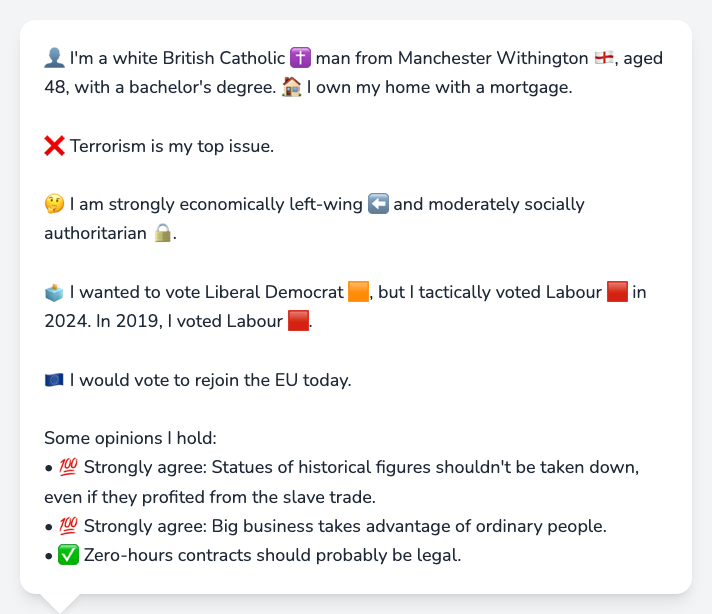 👤 I'm a white British Catholic ✝️ man from Manchester Withington 🏴󠁧󠁢󠁥󠁮󠁧󠁿, aged
48, with a bachelor's degree. 🏠 I own my home with a mortgage.
❌ Terrorism is my top issue.
🤔 I am strongly economically left-wing ⬅️ and moderately socially
authoritarian 🔒.
🗳️ I wanted to vote Liberal Democrat 🟧, but I tactically voted Labour 🟥 in
2024. In 2019, I voted Labour 🟥.
🇪🇺 I would vote to rejoin the EU today.
Some opinions I hold:
• 💯 Strongly agree: Statues of historical figures shouldn't be taken down,
even if they profited from the slave trade.
• 💯 Strongly agree: Big business takes advantage of ordinary people.
• ✅ Zero-hours contracts should probably be legal.